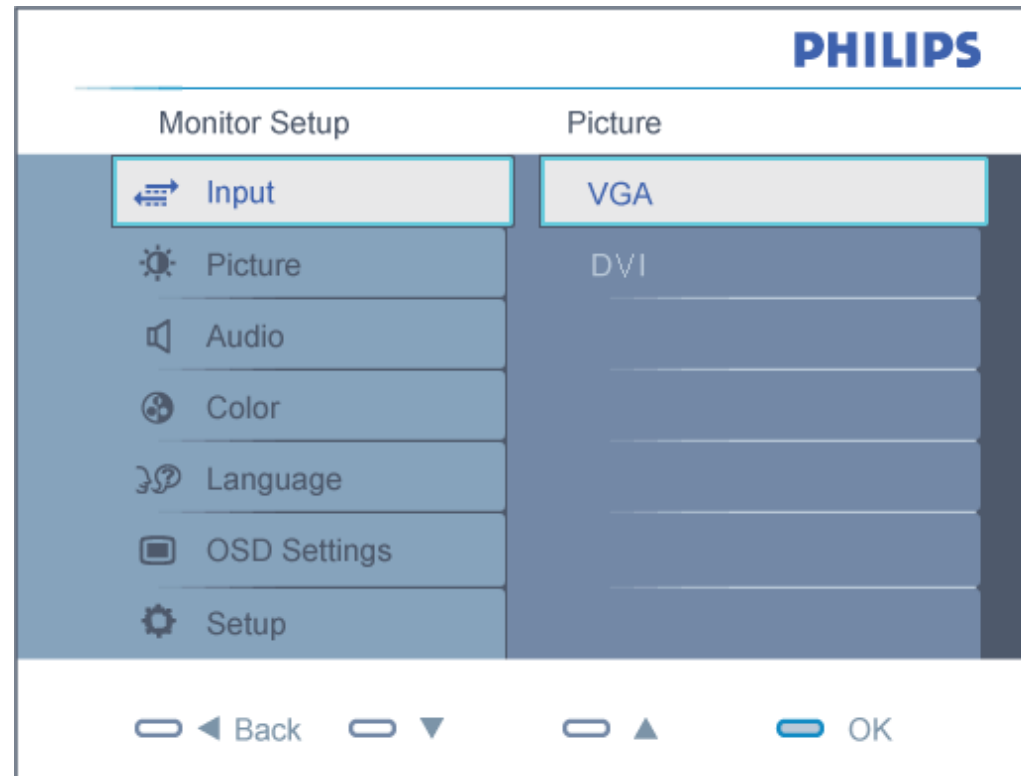 PHILIPS
Monitor Setup Picture
Input VGA
Picture DVI
Audio
Color
Language
OSD Settings
Setup
Back OK